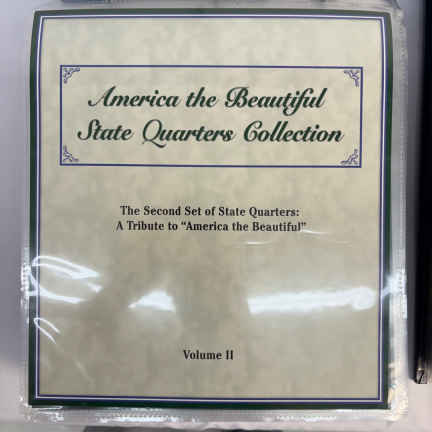 America the Beautiful
State Quarters Collection
The Second Set of State Quarters:
A Tribute to “America the Beautiful”
Volume II